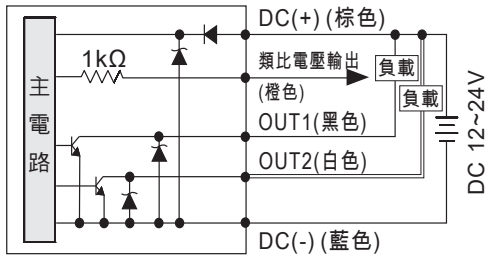 DC(+) (棕色)
1kΩ
類比電壓輸出
(橙色)
負載
負載
主電路
OUT1(黑色)
OUT2(白色)
DC 12~24V
DC(-) (藍色)